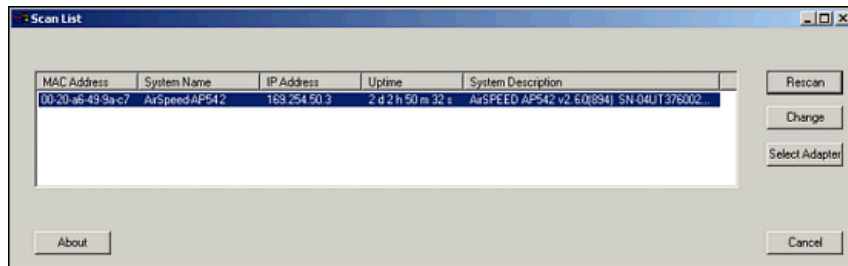 Scan List
MAC Address System Name IP Address Uptime System Description
00-20-a6-49-9a-c7 AirSpeed-AP542 169.254.50.3 2 d 2 h 50 m 32 s AirSPEED AP542 v2.6.0(894) SN-04UT376002...
Rescan
Change
Select Adapter
About
Cancel